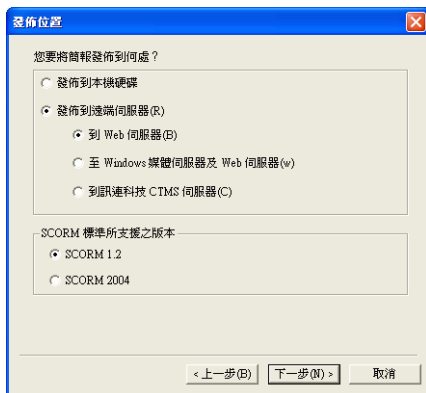 發佈位置
您要將簡報發佈到何處？
發佈到本機硬碟
發佈到遠端伺服器(R)
到 Web 伺服器(B)
至 Windows 媒體伺服器及 Web 伺服器(w)
到訊連科技 CTMS 伺服器(C)
SCORM 標準所支援之版本
SCORM 1.2
SCORM 2004
<上一步(B) 下一步(N)> 取消